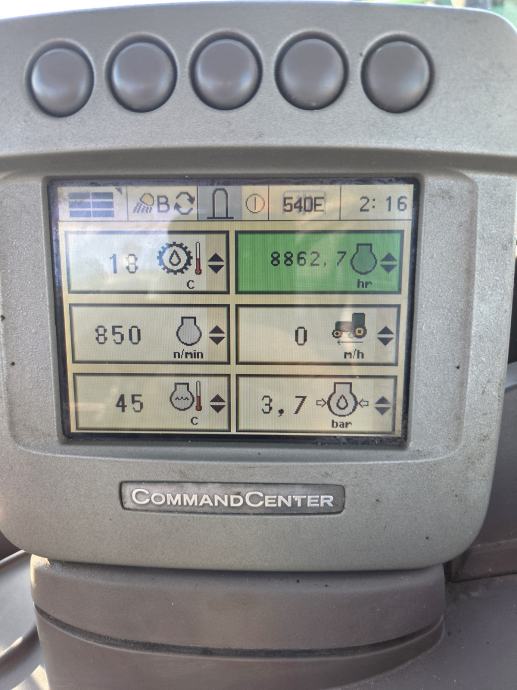 B 540E 2:16
18 C
8862,7 hr
850 n/min
0 m/h
45 C
3,7 bar
COMMANDCENTER